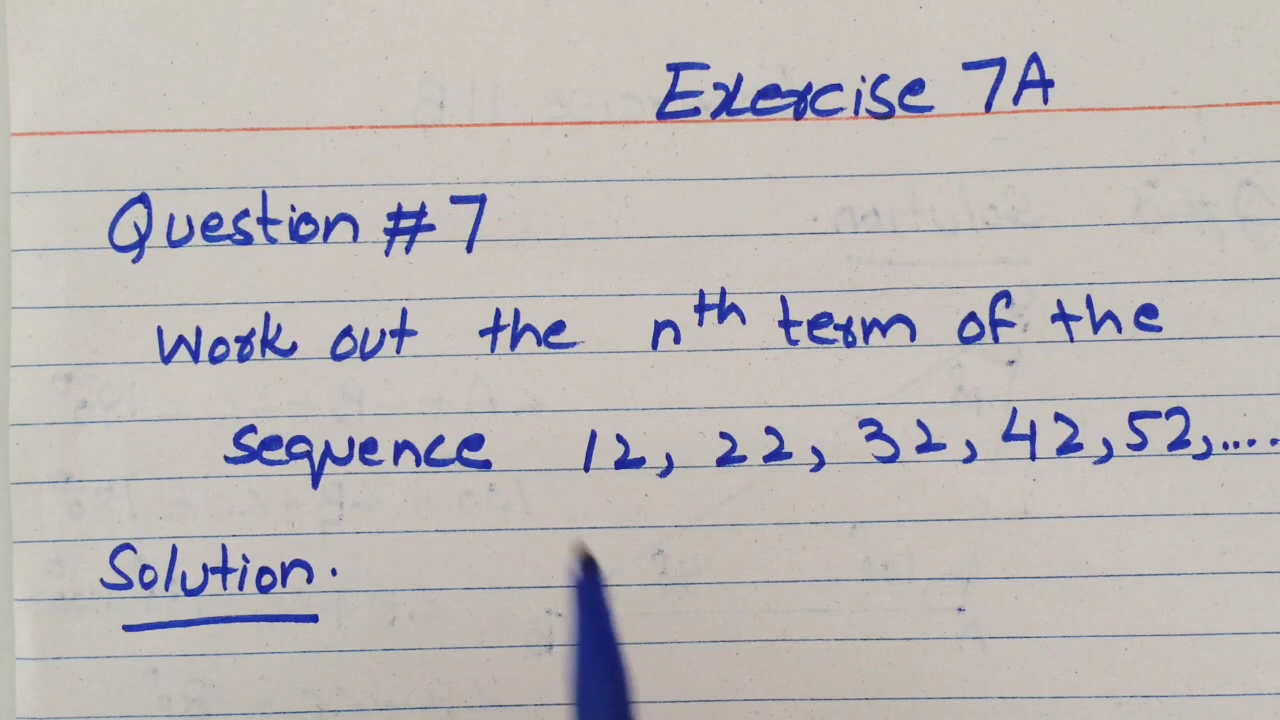 Exercise 7A
Question #7
Work out the nth term of the
sequence 12, 22, 32, 42, 52, ....
Solution.